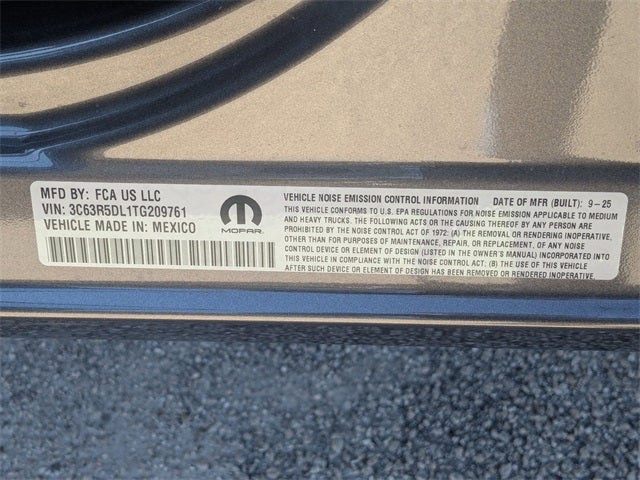 MFD BY: FCA US LLC
VIN: 3C63R5DL1TG209761
VEHICLE MADE IN: MEXICO
MOPAR
VEHICLE NOISE EMISSION CONTROL INFORMATION DATE OF MFR (BUILT): 9-25
THIS VEHICLE CONFORMS TO U.S. EPA REGULATIONS FOR NOISE EMISSION APPLICABLE TO MEDIUM
AND HEAVY TRUCKS. THE FOLLOWING ACTS OR THE CAUSING THEREOF BY ANY PERSON ARE
PROHIBITED BY THE NOISE CONTROL ACT OF 1972: (A) THE REMOVAL OR RENDERING INOPERATIVE,
OTHER THAN FOR PURPOSES OF MAINTENANCE, REPAIR, OR REPLACEMENT, OF ANY NOISE
CONTROL DEVICE OR ELEMENT OF DESIGN (LISTED IN THE OWNER'S MANUAL) INCORPORATED INTO
THIS VEHICLE IN COMPLIANCE WITH THE NOISE CONTROL ACT; (B) THE USE OF THIS VEHICLE
AFTER SUCH DEVICE OR ELEMENT OF DESIGN HAS BEEN REMOVED OR RENDERED INOPERATIVE.